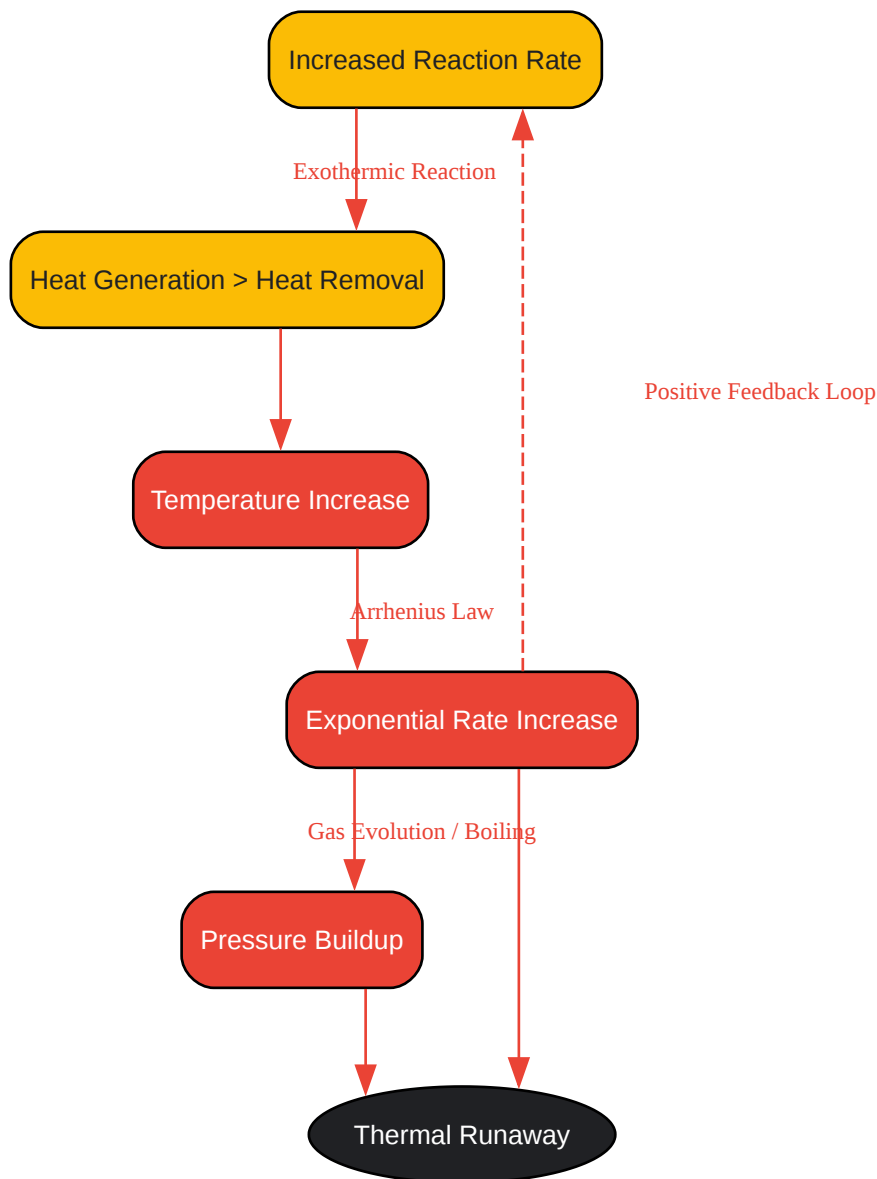 Increased Reaction Rate
Exothermic Reaction
Heat Generation > Heat Removal
Positive Feedback Loop
Temperature Increase
Arrhenius Law
Exponential Rate Increase
Gas Evolution / Boiling
Pressure Buildup
Thermal Runaway